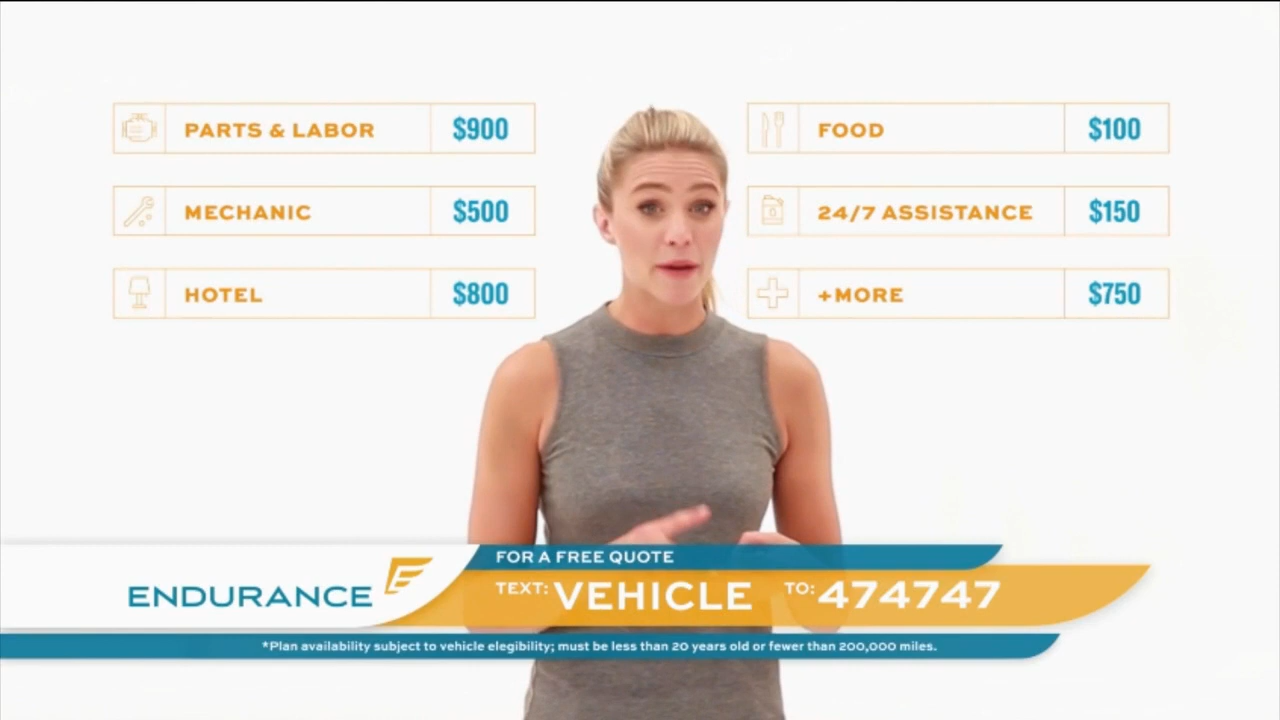 PARTS & LABOR $900
FOOD $100
MECHANIC $500
24/7 ASSISTANCE $150
HOTEL $800
+MORE $750
FOR A FREE QUOTE
ENDURANCE
TEXT: VEHICLE TO: 474747
*Plan availability subject to vehicle elegibility; must be less than 20 years old or fewer than 200,000 miles.